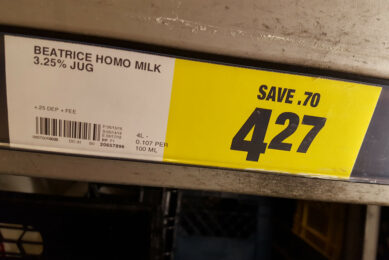 BEATRICE HOMO MILK
3.25% JUG
+.25 DEP + FEE
4L -
0.107 PER
100 ML
SAVE .70
4.27